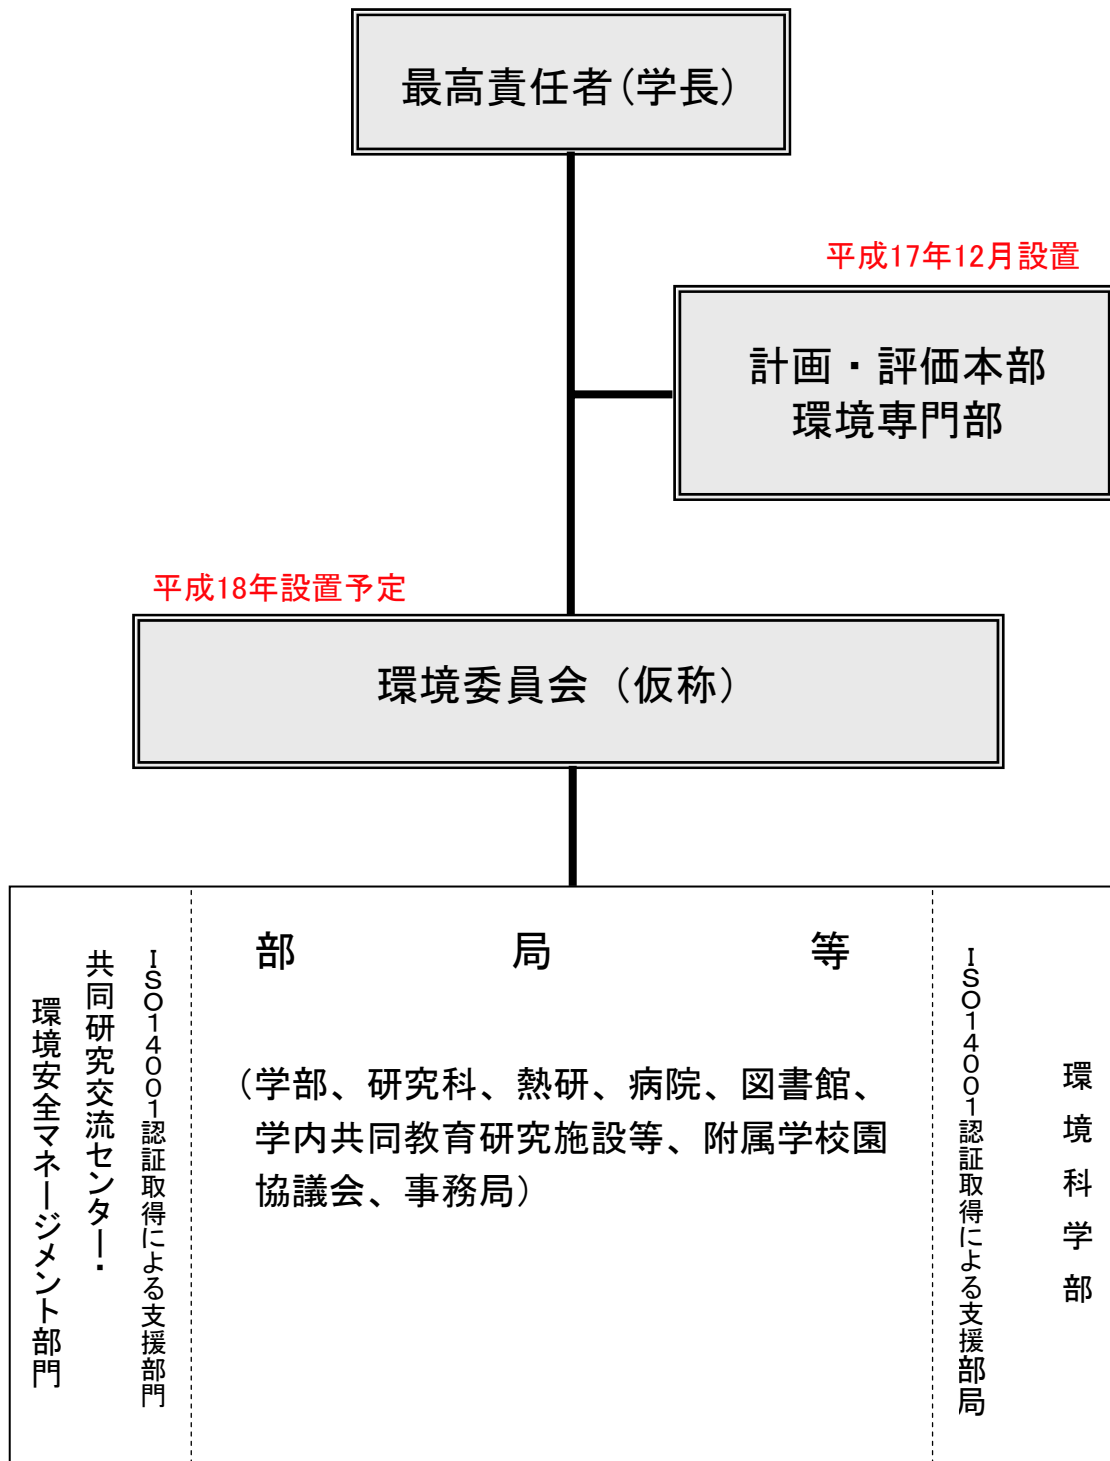 最高責任者(学長)
平成17年12月設置
計画・評価本部
環境専門部
平成18年設置予定
環境委員会（仮称）
環境安全マネージメント部門
共同研究交流センター・
ISO14001認証取得による支援部門
部局等
（学部、研究科、熱研、病院、図書館、
学内共同教育研究施設等、附属学校園
協議会、事務局）
ISO14001認証取得による支援部局
環境科学部